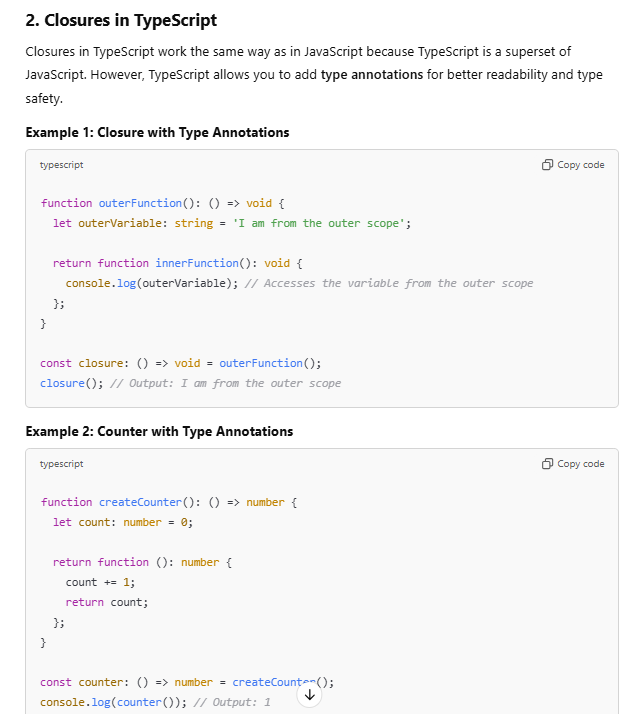 2. Closures in TypeScript
Closures in TypeScript work the same way as in JavaScript because TypeScript is a superset of
JavaScript. However, TypeScript allows you to add type annotations for better readability and type
safety.
Example 1: Closure with Type Annotations
typescript Copy code
function outerFunction(): () => void {
  let outerVariable: string = 'I am from the outer scope';

  return function innerFunction(): void {
    console.log(outerVariable); // Accesses the variable from the outer scope
  };
}

const closure: () => void = outerFunction();
closure(); // Output: I am from the outer scope
Example 2: Counter with Type Annotations
typescript Copy code
function createCounter(): () => number {
  let count: number = 0;

  return function (): number {
    count += 1;
    return count;
  };
}

const counter: () => number = createCounter();
console.log(counter()); // Output: 1